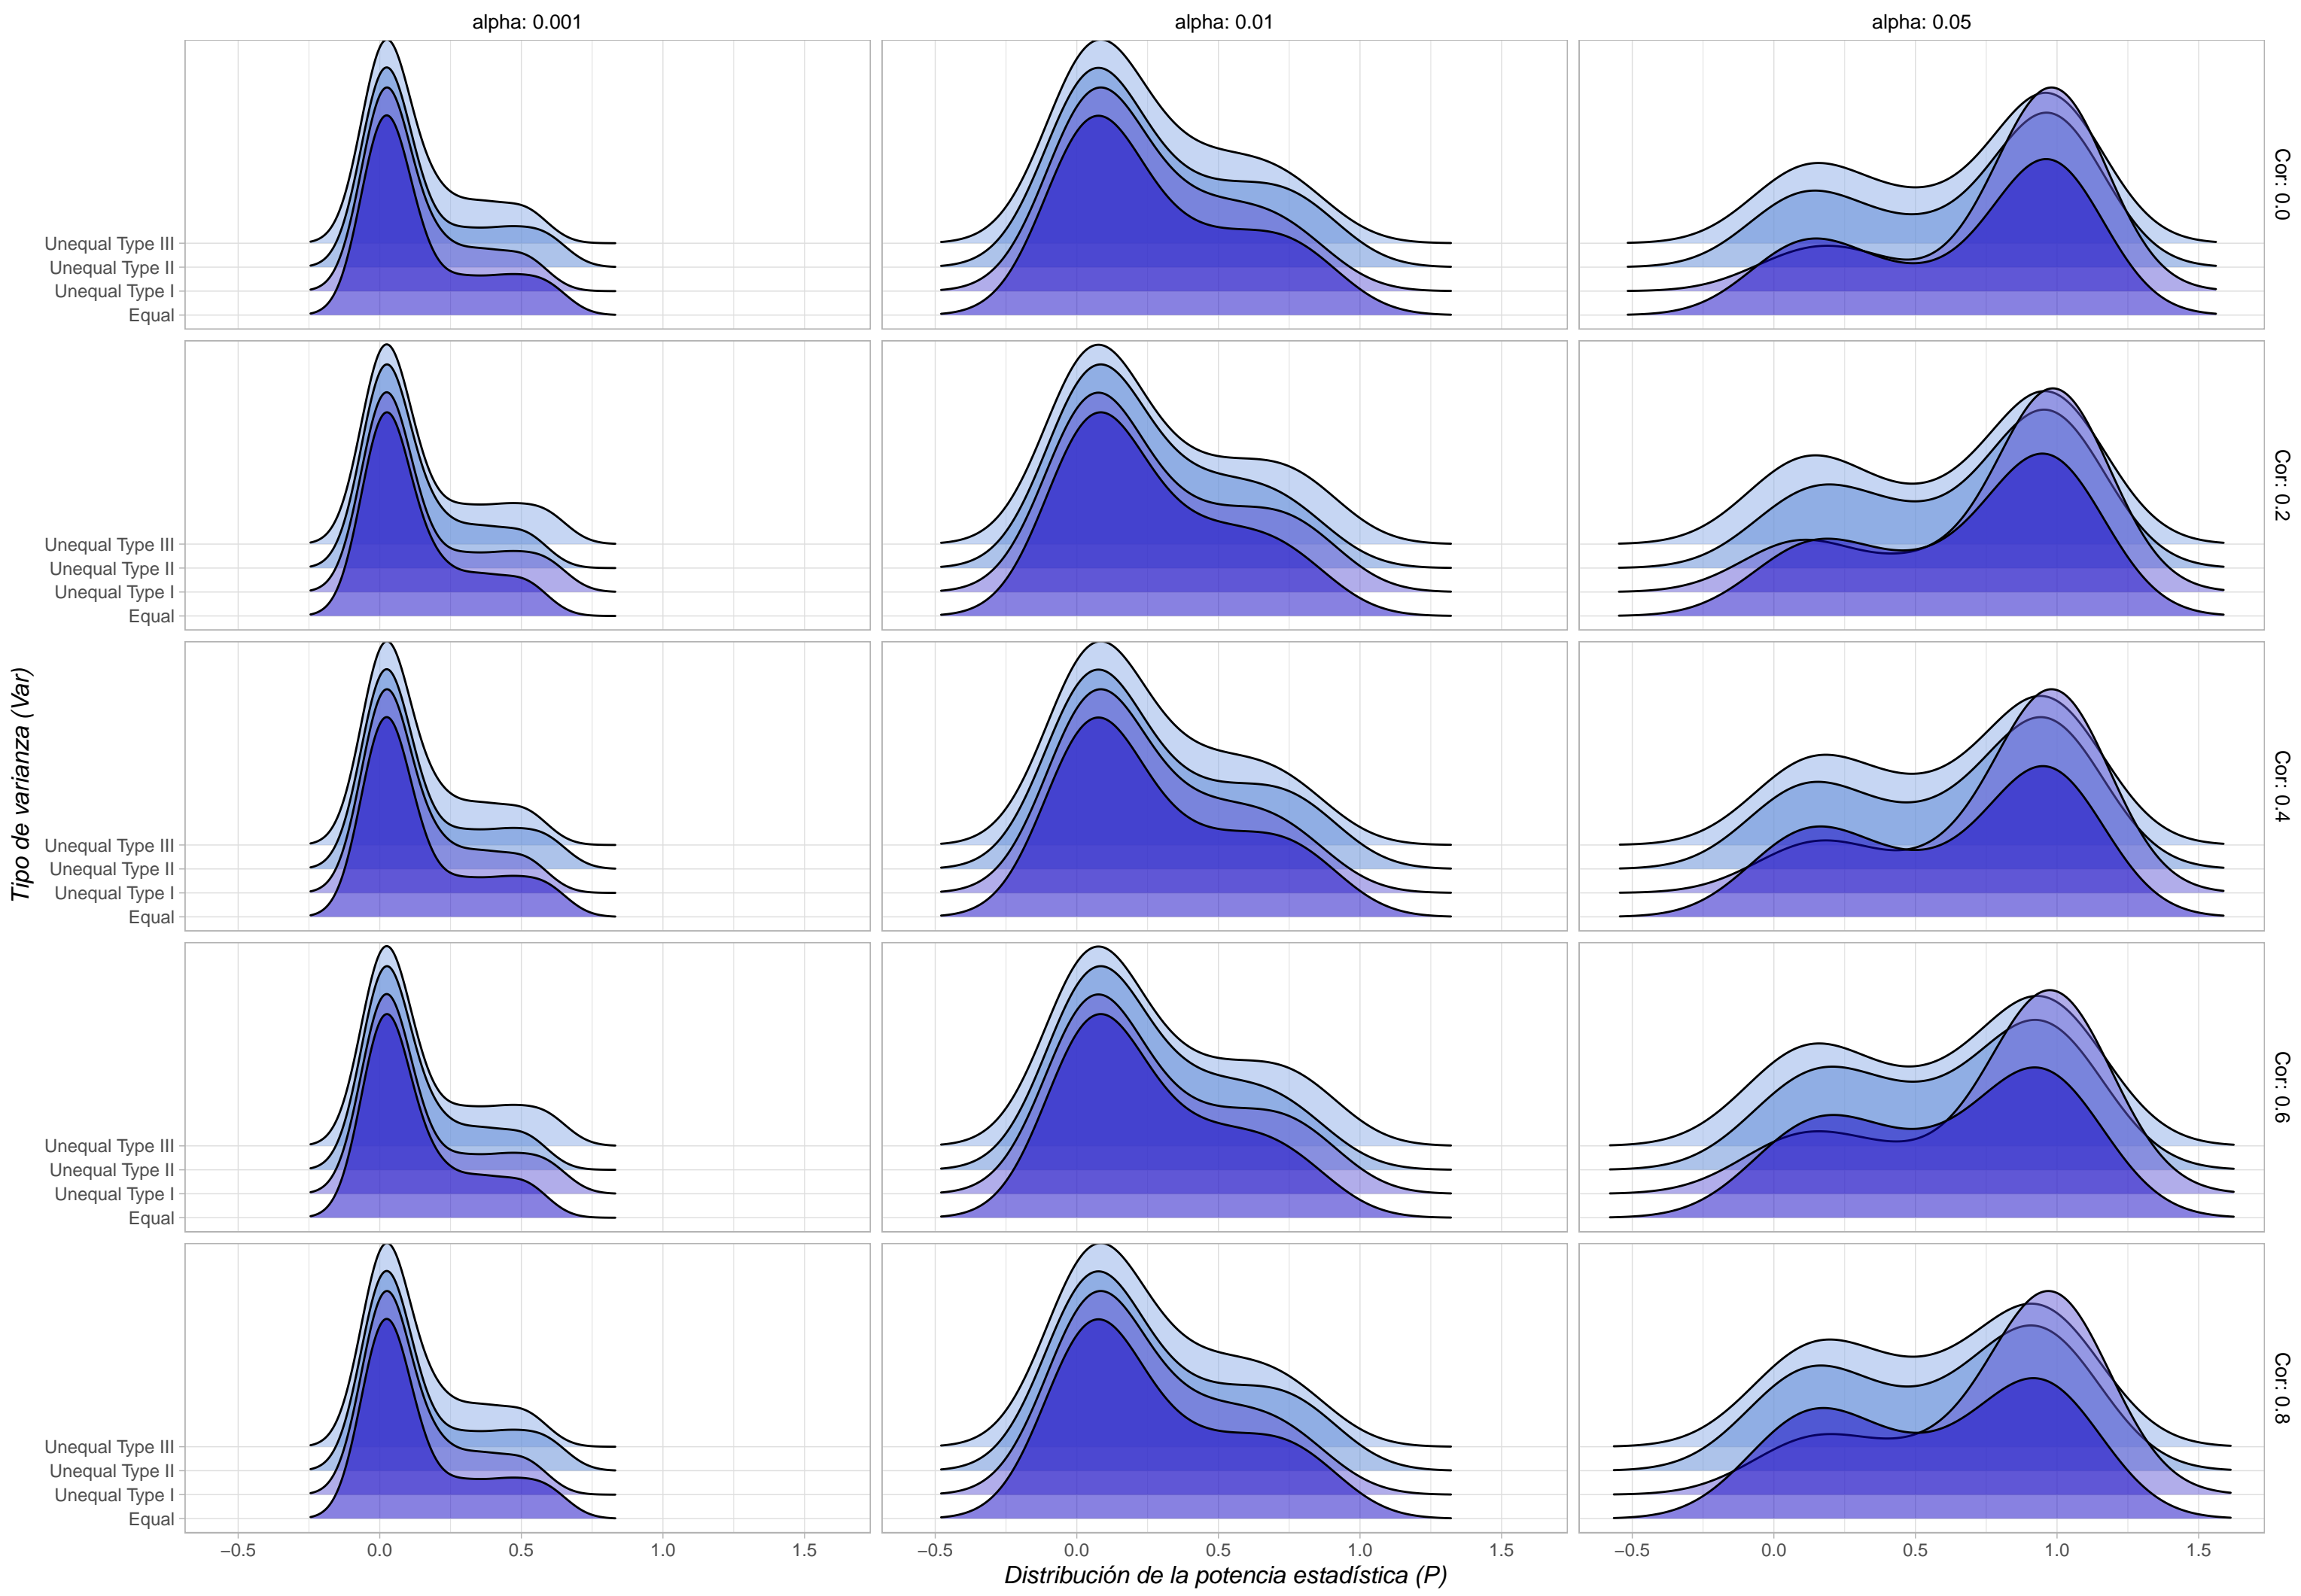 alpha: 0.001 alpha: 0.01 alpha: 0.05
Unequal Type III
Unequal Type II
Unequal Type I
Equal
Cor: 0.0
Unequal Type III
Unequal Type II
Unequal Type I
Equal
Cor: 0.2
Unequal Type III
Unequal Type II
Unequal Type I
Equal
Cor: 0.4
Unequal Type III
Unequal Type II
Unequal Type I
Equal
Cor: 0.6
Unequal Type III
Unequal Type II
Unequal Type I
Equal
Cor: 0.8
Tipo de varianza (Var)
−0.5 0.0 0.5 1.0 1.5 −0.5 0.0 0.5 1.0 1.5 −0.5 0.0 0.5 1.0 1.5
Distribución de la potencia estadística (P)